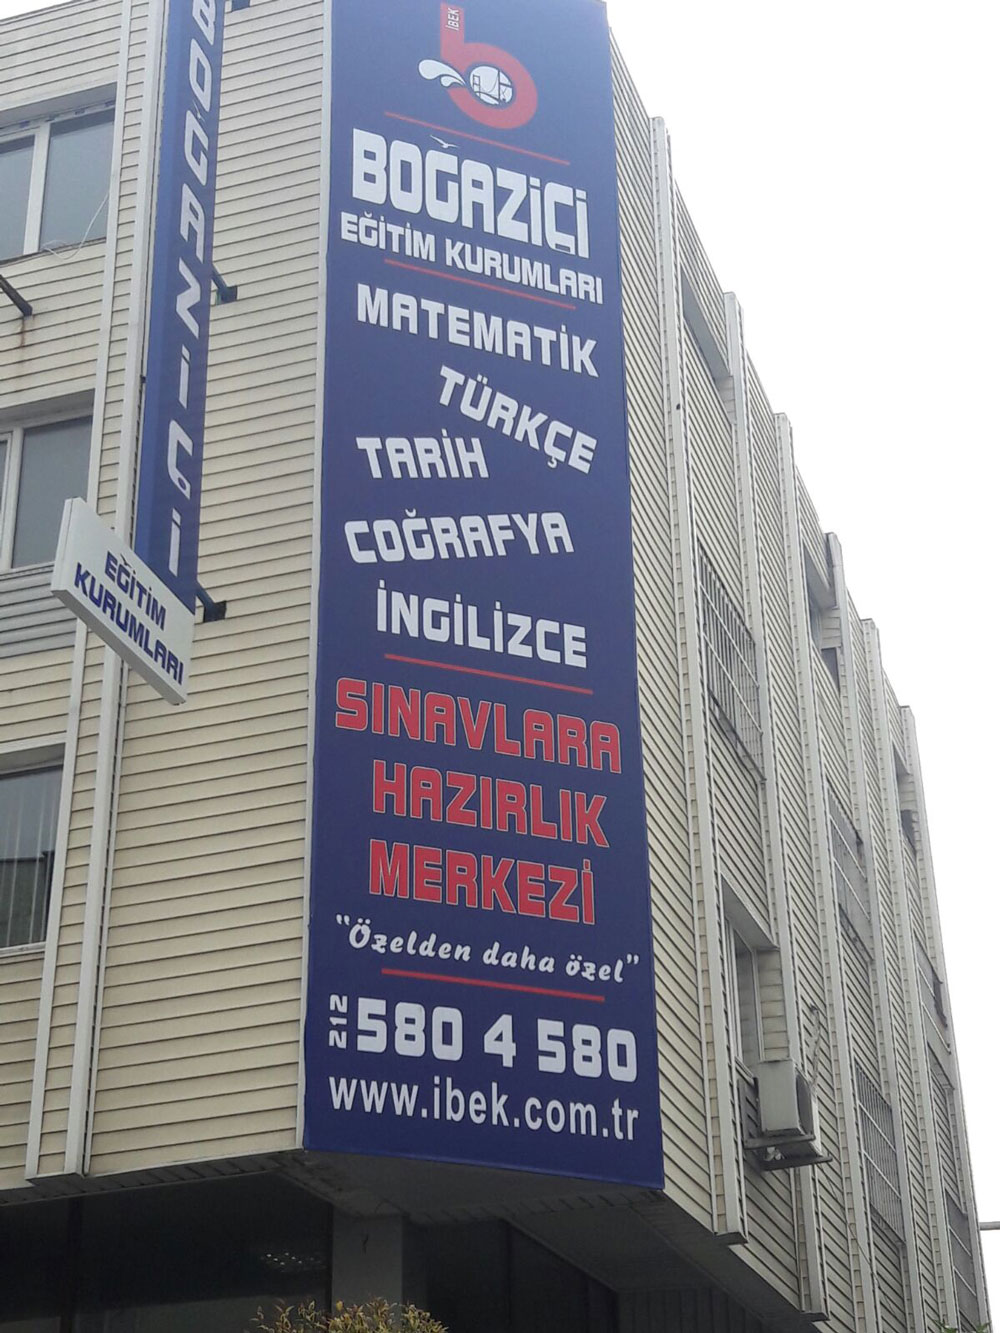 BOĞAZİÇİ
EĞİTİM
KURUMLARI
İBEK
b
BOĞAZİÇİ
EĞİTİM KURUMLARI
MATEMATİK
TÜRKÇE
TARİH
COĞRAFYA
İNGİLİZCE
SINAVLARA
HAZIRLIK
MERKEZİ
"Özelden daha özel"
212 580 4 580
www.ibek.com.tr